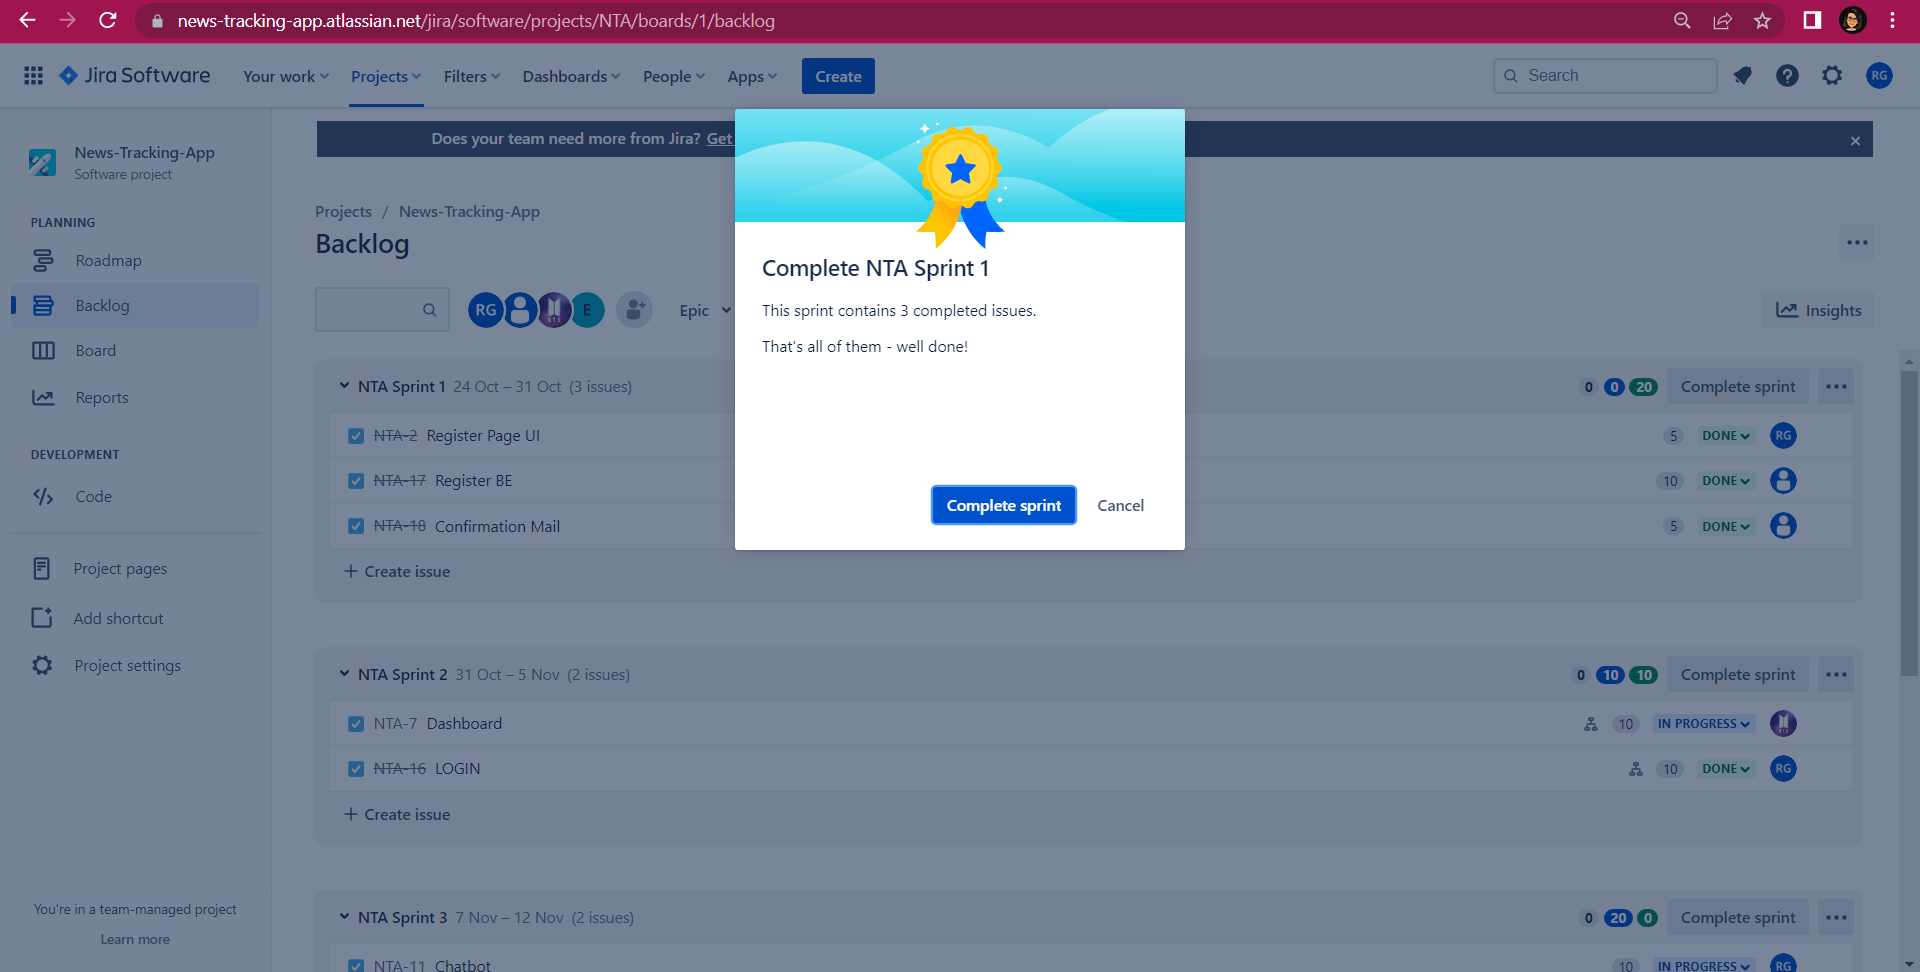 news-tracking-app.atlassian.net/jira/software/projects/NTA/boards/1/backlog
Jira Software Your work Projects Filters Dashboards People Apps Create Search RG
Does your team need more from Jira? Get
News-Tracking-App
Software project
PLANNING
Roadmap
Backlog
Board
Reports
DEVELOPMENT
Code
Project pages
Add shortcut
Project settings
You're in a team-managed project
Learn more
Projects / News-Tracking-App
Backlog
RG E Epic Insights
NTA Sprint 1 24 Oct – 31 Oct (3 issues) 0 0 20 Complete sprint
NTA-2 Register Page UI 5 DONE RG
NTA-17 Register BE 10 DONE
NTA-18 Confirmation Mail 5 DONE
+ Create issue
NTA Sprint 2 31 Oct – 5 Nov (2 issues) 0 10 10 Complete sprint
NTA-7 Dashboard 10 IN PROGRESS
NTA-16 LOGIN 10 DONE RG
+ Create issue
NTA Sprint 3 7 Nov – 12 Nov (2 issues) 0 20 0 Complete sprint
NTA-11 Chatbot 10 IN PROGRESS RG
Complete NTA Sprint 1
This sprint contains 3 completed issues.
That's all of them - well done!
Complete sprint Cancel